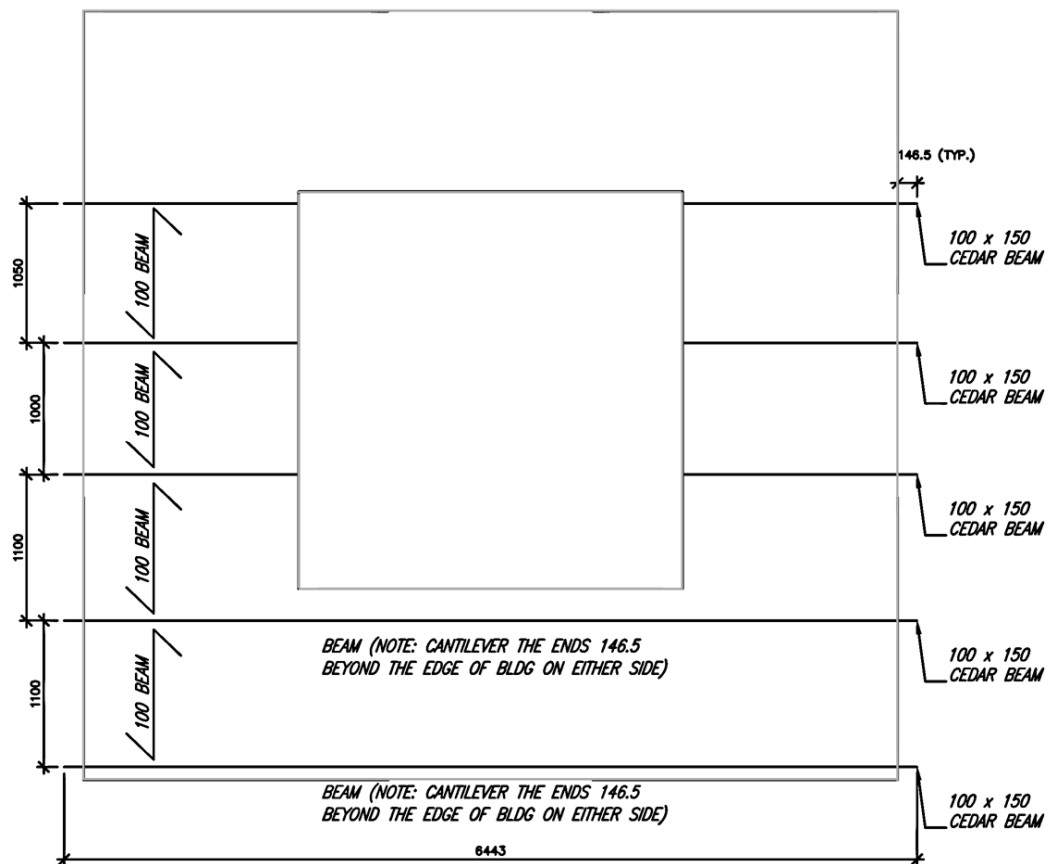 146.5 (TYP.)
100 x 150
CEDAR BEAM
1050
100 BEAM
100 x 150
CEDAR BEAM
1000
100 BEAM
100 x 150
CEDAR BEAM
1100
100 BEAM
BEAM (NOTE: CANTILEVER THE ENDS 146.5
BEYOND THE EDGE OF BLDG ON EITHER SIDE)
100 x 150
CEDAR BEAM
1100
100 BEAM
BEAM (NOTE: CANTILEVER THE ENDS 146.5
BEYOND THE EDGE OF BLDG ON EITHER SIDE)
100 x 150
CEDAR BEAM
6443